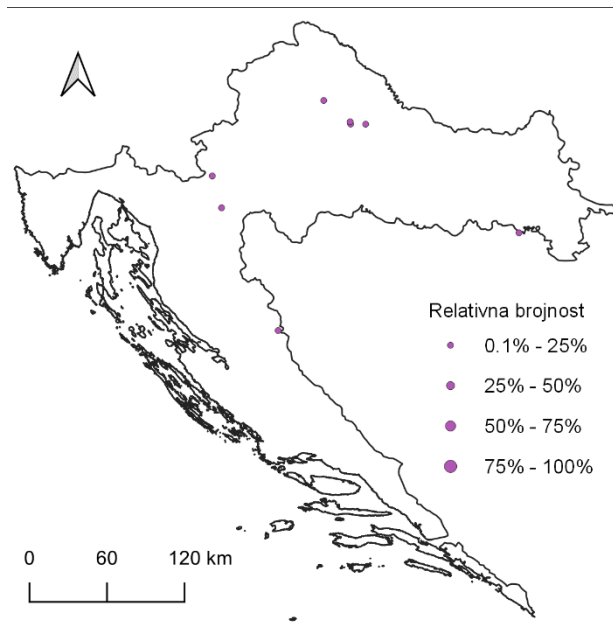 Relativna brojnost
0.1% - 25%
25% - 50%
50% - 75%
75% - 100%
0 60 120 km